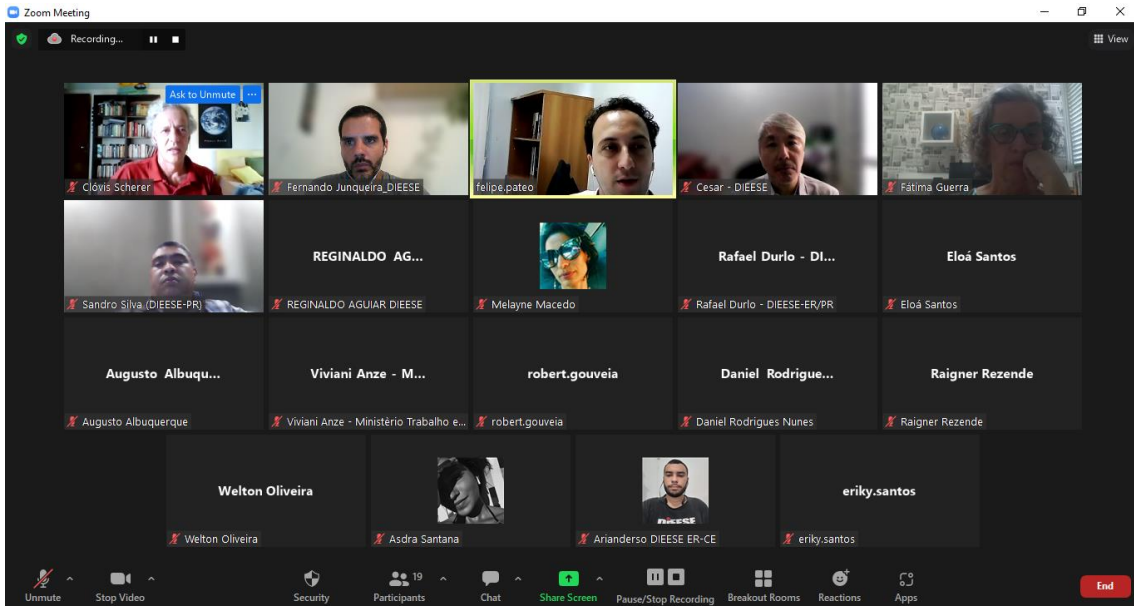 Zoom Meeting
Recording...
View
Ask to Unmute ...
Clóvis Scherer
Fernando Junqueira_DIEESE
felipe.pateo
Cesar - DIEESE
Fátima Guerra
Sandro Silva (DIEESE-PR)
REGINALDO AG...
REGINALDO AGUIAR DIEESE
Melayne Macedo
Rafael Durlo - DI...
Rafael Durlo - DIEESE-ER/PR
Eloá Santos
Eloá Santos
Augusto Albuqu...
Augusto Albuquerque
Viviani Anze - M...
Viviani Anze - Ministério Trabalho e...
robert.gouveia
robert.gouveia
Daniel Rodrigue...
Daniel Rodrigues Nunes
Raigner Rezende
Raigner Rezende
Welton Oliveira
Welton Oliveira
Asdra Santana
DIEESE
Arianderso DIEESE ER-CE
eriky.santos
eriky.santos
Unmute
Stop Video
Security
19
Participants
Chat
Share Screen
Pause/Stop Recording
Breakout Rooms
Reactions
Apps
End